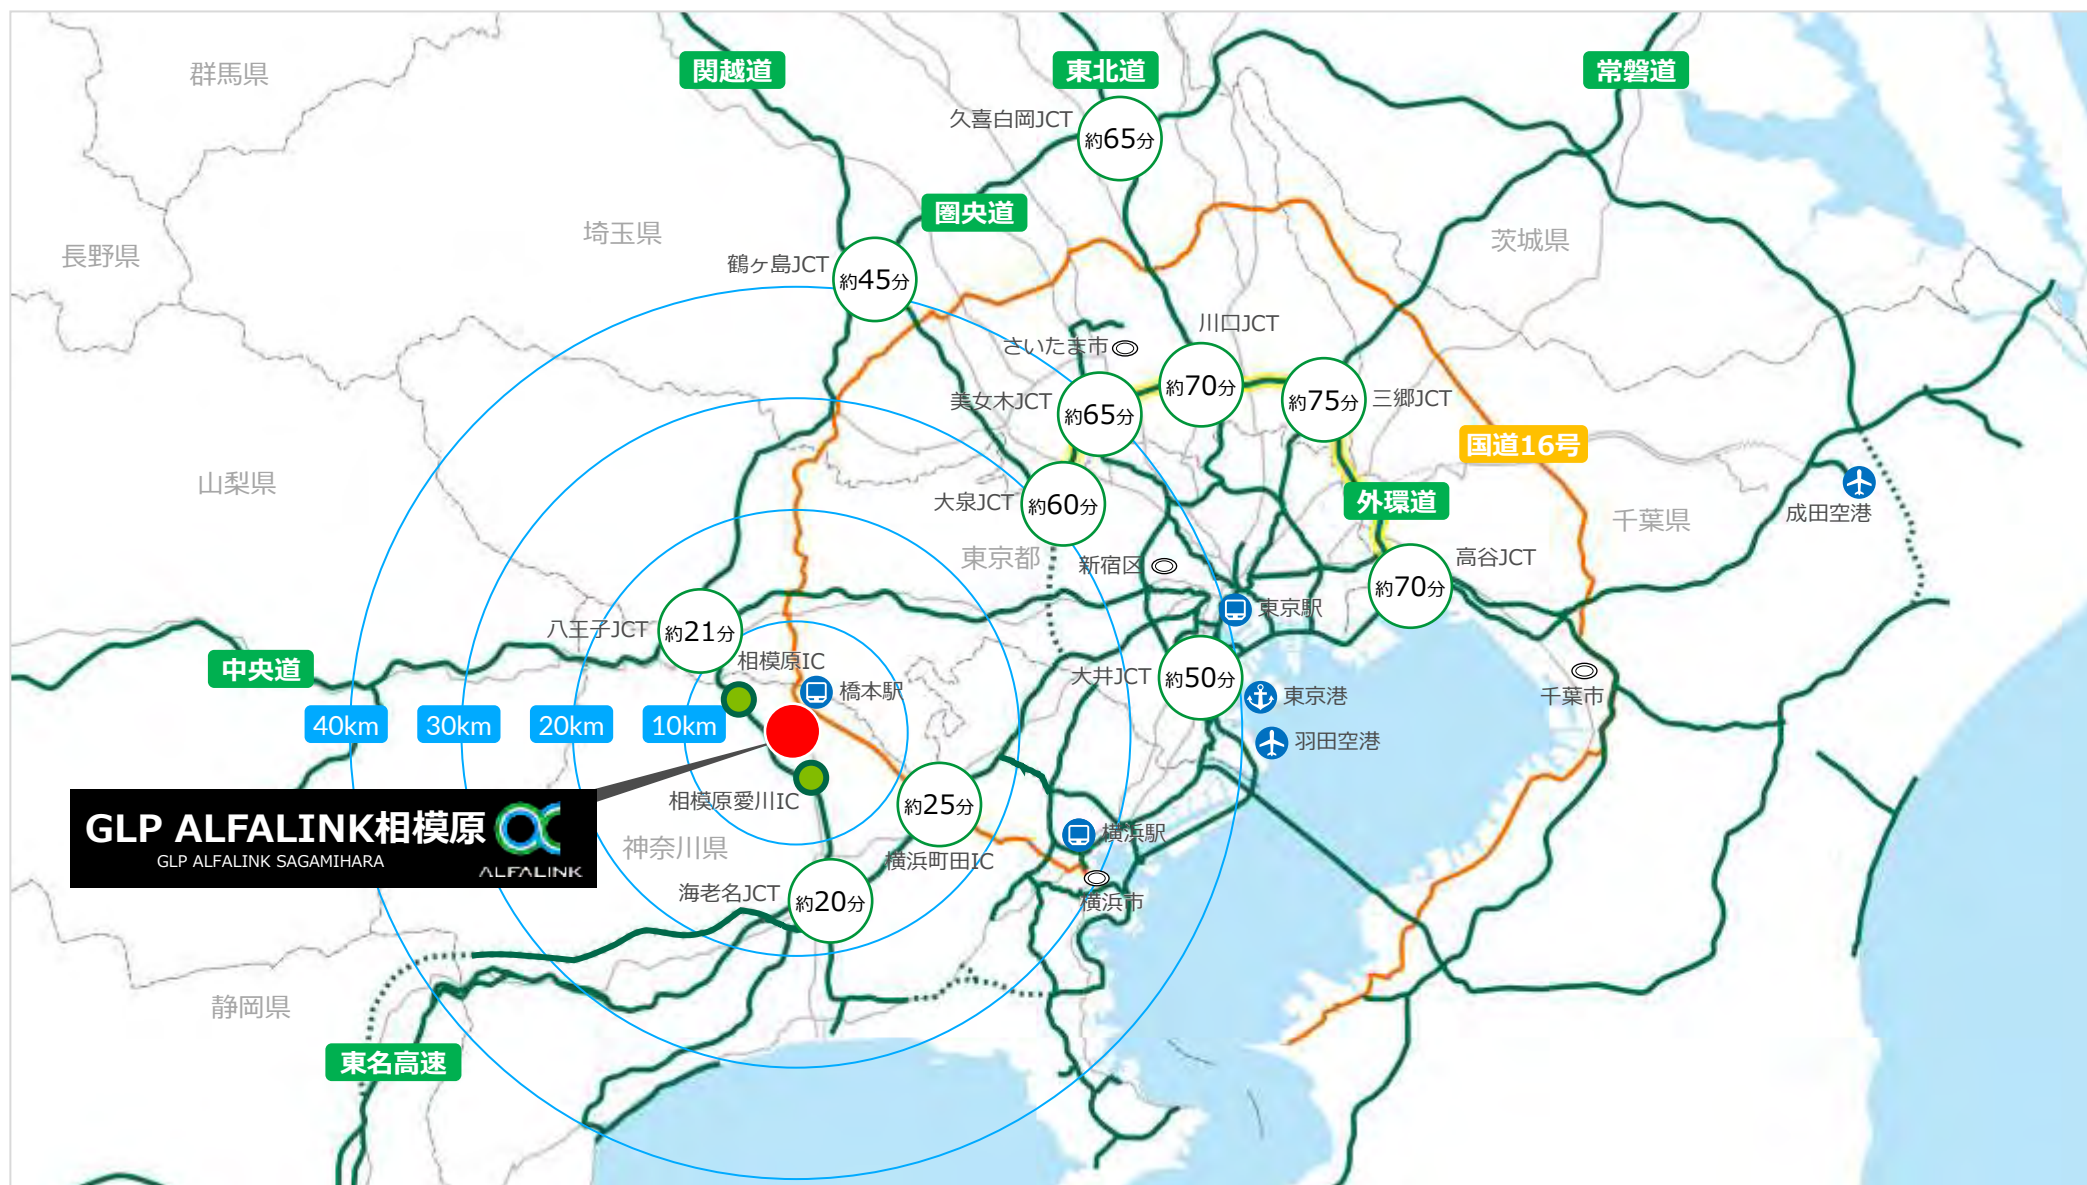 群馬県
関越道
東北道
常磐道
久喜白岡JCT
約65分
圏央道
埼玉県
茨城県
長野県
鶴ヶ島JCT
約45分
川口JCT
さいたま市
約70分
美女木JCT
約65分
約75分
三郷JCT
国道16号
山梨県
大泉JCT
約60分
外環道
千葉県
成田空港
東京都
新宿区
高谷JCT
約70分
東京駅
八王子JCT
約21分
中央道
相模原IC
橋本駅
大井JCT
約50分
東京港
千葉市
40km
30km
20km
10km
羽田空港
相模原愛川IC
約25分
GLP ALFALINK相模原
GLP ALFALINK SAGAMIHARA
ALFALINK
神奈川県
横浜町田IC
横浜駅
海老名JCT
約20分
横浜市
静岡県
東名高速